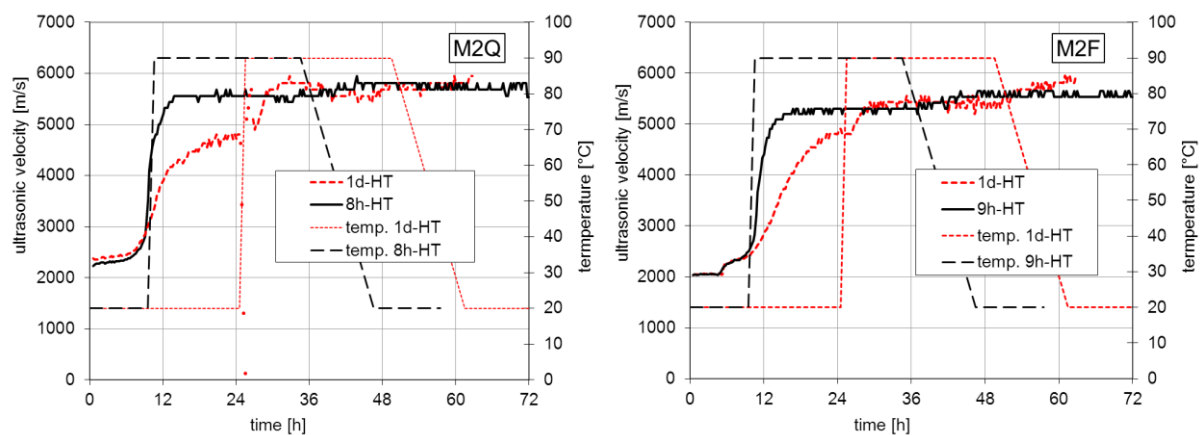 M2Q
7000
6000
5000
4000
3000
2000
1000
0
ultrasonic velocity [m/s]
100
90
80
70
60
50
40
30
20
10
0
temperature [°C]
1d-HT
8h-HT
temp. 1d-HT
temp. 8h-HT
0 12 24 36 48 60 72
time [h]
M2F
7000
6000
5000
4000
3000
2000
1000
0
ultrasonic velocity [m/s]
100
90
80
70
60
50
40
30
20
10
0
termperature [°C]
1d-HT
9h-HT
temp. 1d-HT
temp. 9h-HT
0 12 24 36 48 60 72
time [h]